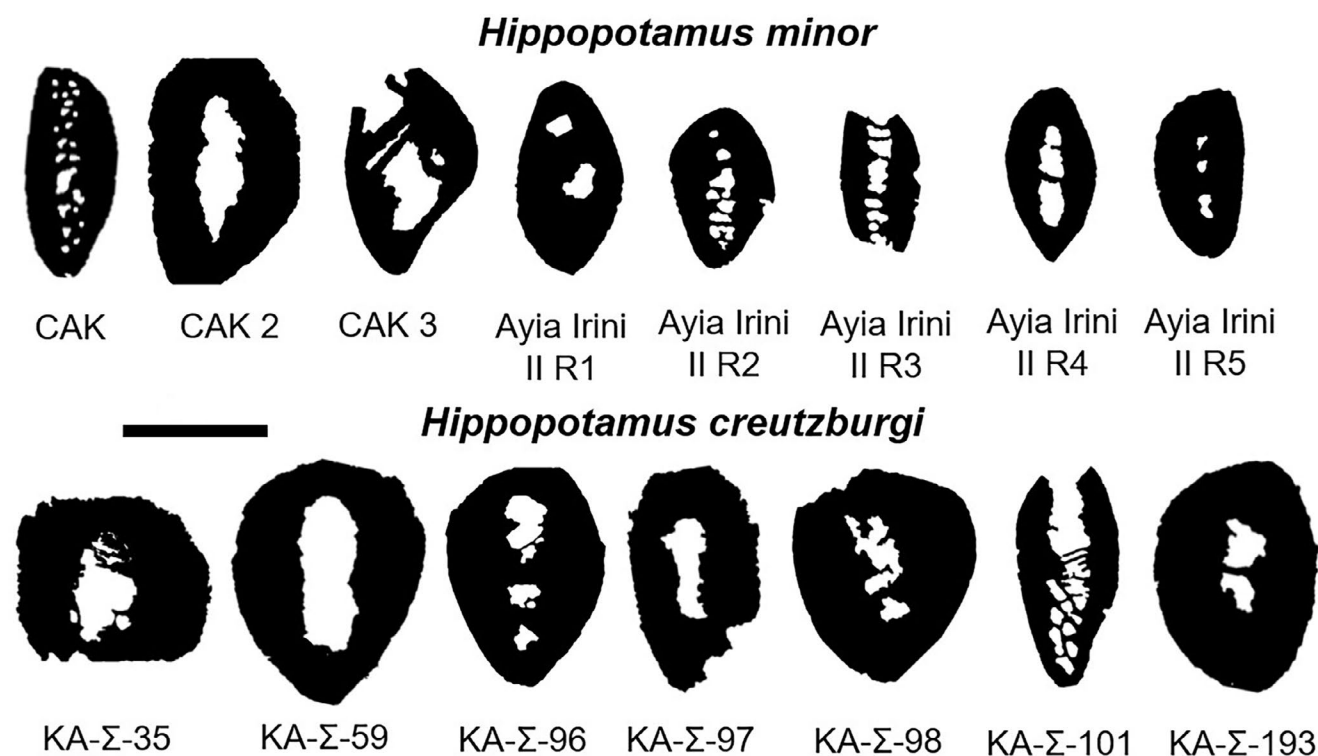 Hippopotamus minor
CAK CAK 2 CAK 3 Ayia Irini II R1 Ayia Irini II R2 Ayia Irini II R3 Ayia Irini II R4 Ayia Irini II R5
Hippopotamus creutzburgi
KA-Σ-35 KA-Σ-59 KA-Σ-96 KA-Σ-97 KA-Σ-98 KA-Σ-101 KA-Σ-193